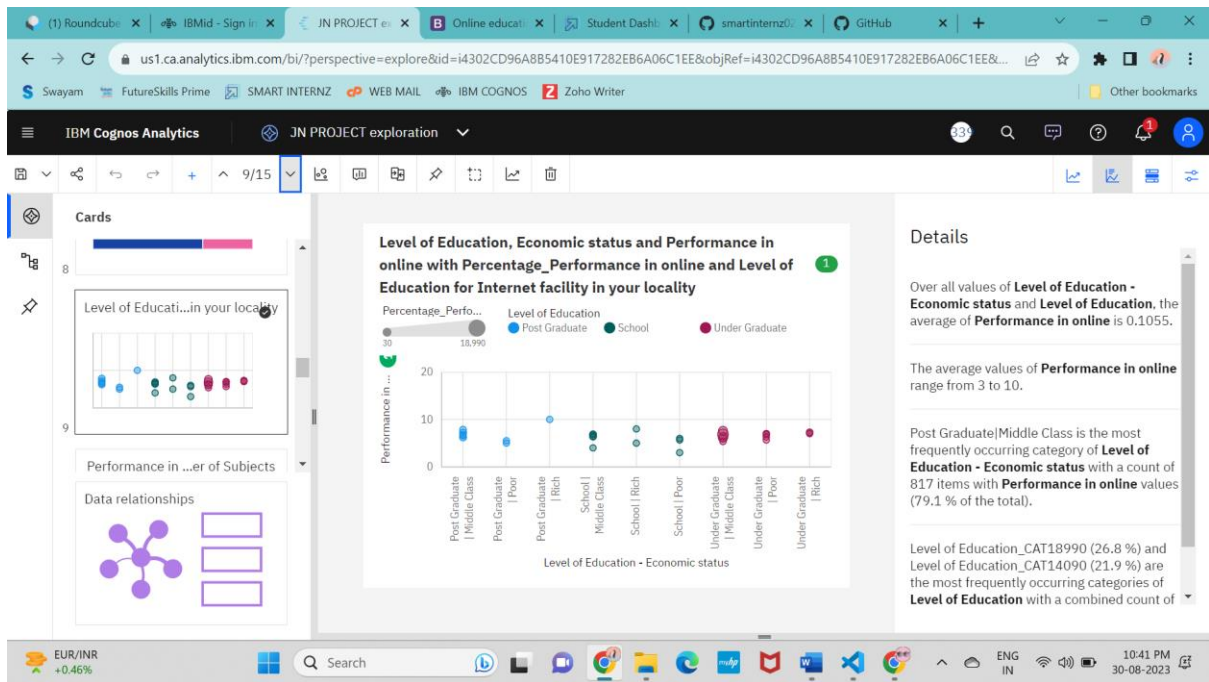 (1) Roundcube
IBMid - Sign in
JN PROJECT ex
Online educati
Student Dashb
smartinternz02
GitHub
us1.ca.analytics.ibm.com/bi/?perspective=explore&id=i4302CD96A8B5410E917282EB6A06C1EE&objRef=i4302CD96A8B5410E917282EB6A06C1EE&...
Swayam
FutureSkills Prime
SMART INTERNZ
WEB MAIL
IBM COGNOS
Zoho Writer
Other bookmarks
IBM Cognos Analytics
JN PROJECT exploration
339
1
9/15
Cards
8
Level of Educati...in your locality
9
Performance in ...er of Subjects
Data relationships
Level of Education, Economic status and Performance in
online with Percentage_Performance in online and Level of
Education for Internet facility in your locality
1
Percentage_Perfo...
30
18,990
Level of Education
Post Graduate
School
Under Graduate
Performance in ...
20
10
0
Post Graduate
| Middle Class
Post Graduate
| Poor
Post Graduate
| Rich
School |
Middle Class
School | Rich
School | Poor
Under Graduate
| Middle Class
Under Graduate
| Poor
Under Graduate
| Rich
Level of Education - Economic status
Details
Over all values of Level of Education -
Economic status and Level of Education, the
average of Performance in online is 0.1055.
The average values of Performance in online
range from 3 to 10.
Post Graduate|Middle Class is the most
frequently occurring category of Level of
Education - Economic status with a count of
817 items with Performance in online values
(79.1 % of the total).
Level of Education_CAT18990 (26.8 %) and
Level of Education_CAT14090 (21.9 %) are
the most frequently occurring categories of
Level of Education with a combined count of
EUR/INR
+0.46%
Search
ENG
IN
10:41 PM
30-08-2023